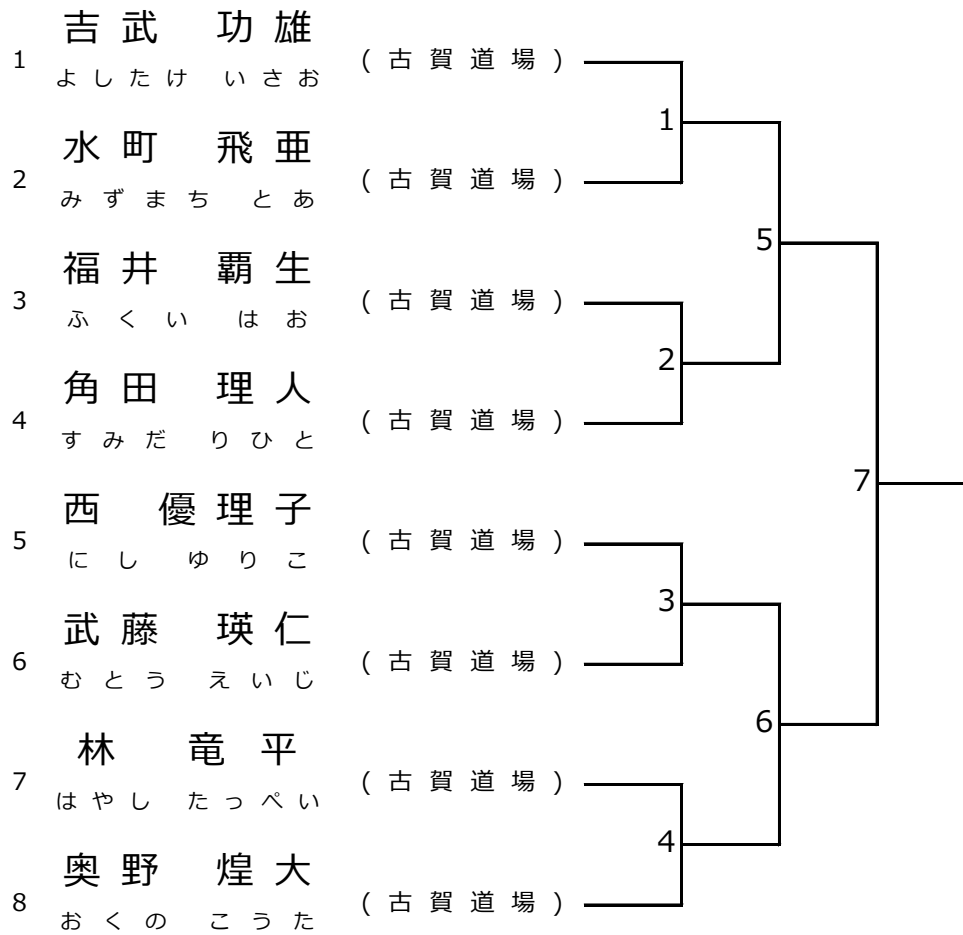 吉武 功雄
1 よしたけ いさお (古賀道場)
1
水町 飛亜
2 みずまち とあ (古賀道場)
5
福井 覇生
3 ふくい はお (古賀道場)
2
角田 理人
4 すみだ りひと (古賀道場)
7
西 優理子
5 にし ゆりこ (古賀道場)
3
武藤 瑛仁
6 むとう えいじ (古賀道場)
6
林 竜平
7 はやし たっぺい (古賀道場)
4
奥野 煌大
8 おくの こうた (古賀道場)